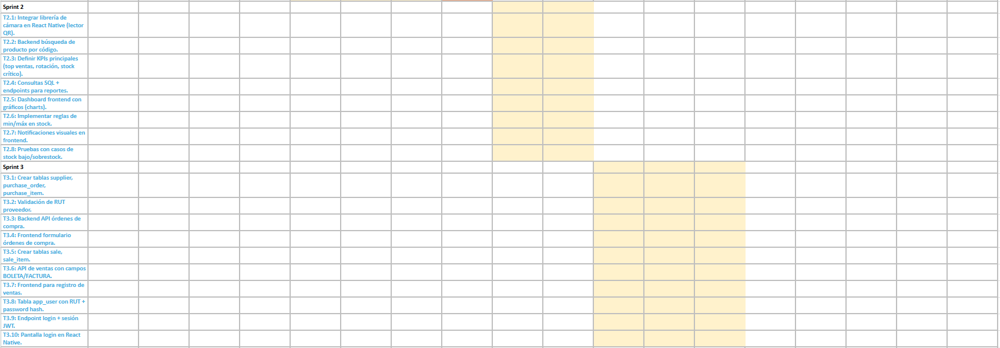 Sprint 2
T2.1: Integrar librería de
cámara en React Native (lector
QR).
T2.2: Backend búsqueda de
producto por código.
T2.3: Definir KPIs principales
(top ventas, rotación, stock
crítico).
T2.4: Consultas SQL +
endpoints para reportes.
T2.5: Dashboard frontend con
gráficos (charts).
T2.6: Implementar reglas de
min/máx en stock.
T2.7: Notificaciones visuales en
frontend.
T2.8: Pruebas con casos de
stock bajo/sobrestock.
Sprint 3
T3.1: Crear tablas supplier,
purchase_order,
purchase_item.
T3.2: Validación de RUT
proveedor.
T3.3: Backend API órdenes de
compra.
T3.4: Frontend formulario
órdenes de compra.
T3.5: Crear tablas sale,
sale_item.
T3.6: API de ventas con campos
BOLETA/FACTURA.
T3.7: Frontend para registro de
ventas.
T3.8: Tabla app_user con RUT +
password hash.
T3.9: Endpoint login + sesión
JWT.
T3.10: Pantalla login en React
Native.